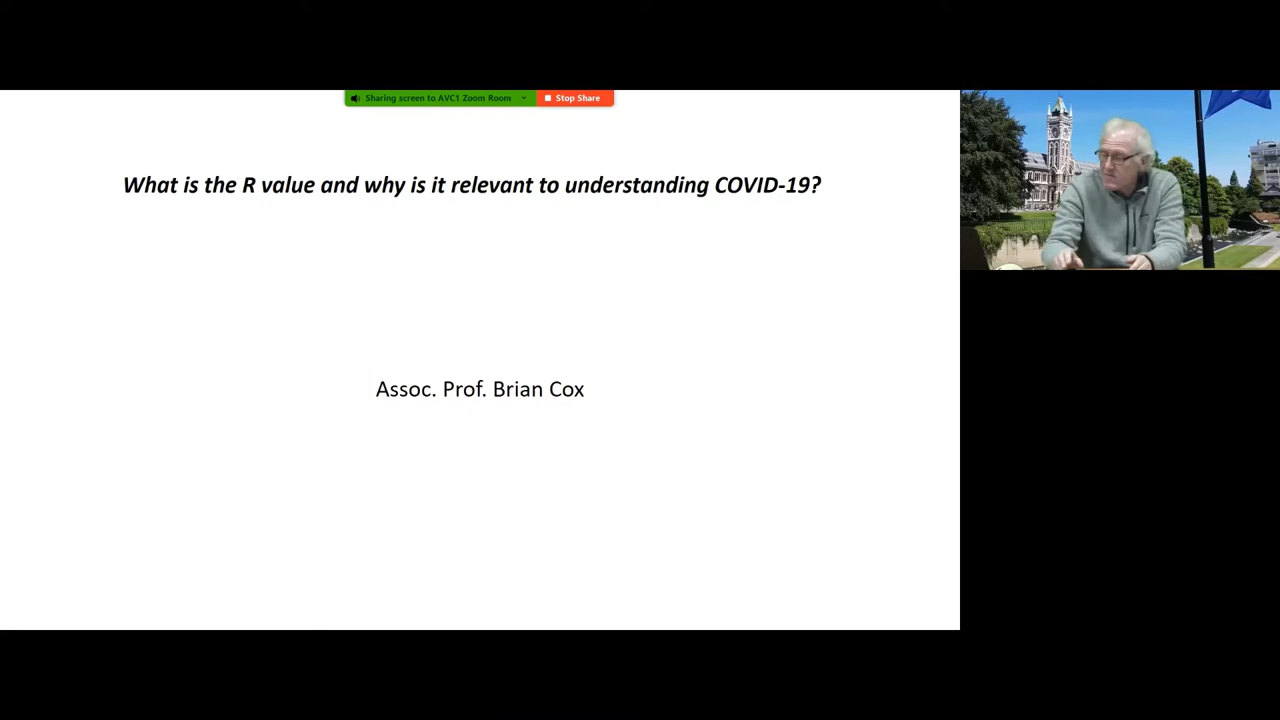 Sharing screen to AVC1 Zoom Room
Stop Share
What is the R value and why is it relevant to understanding COVID-19?
Assoc. Prof. Brian Cox